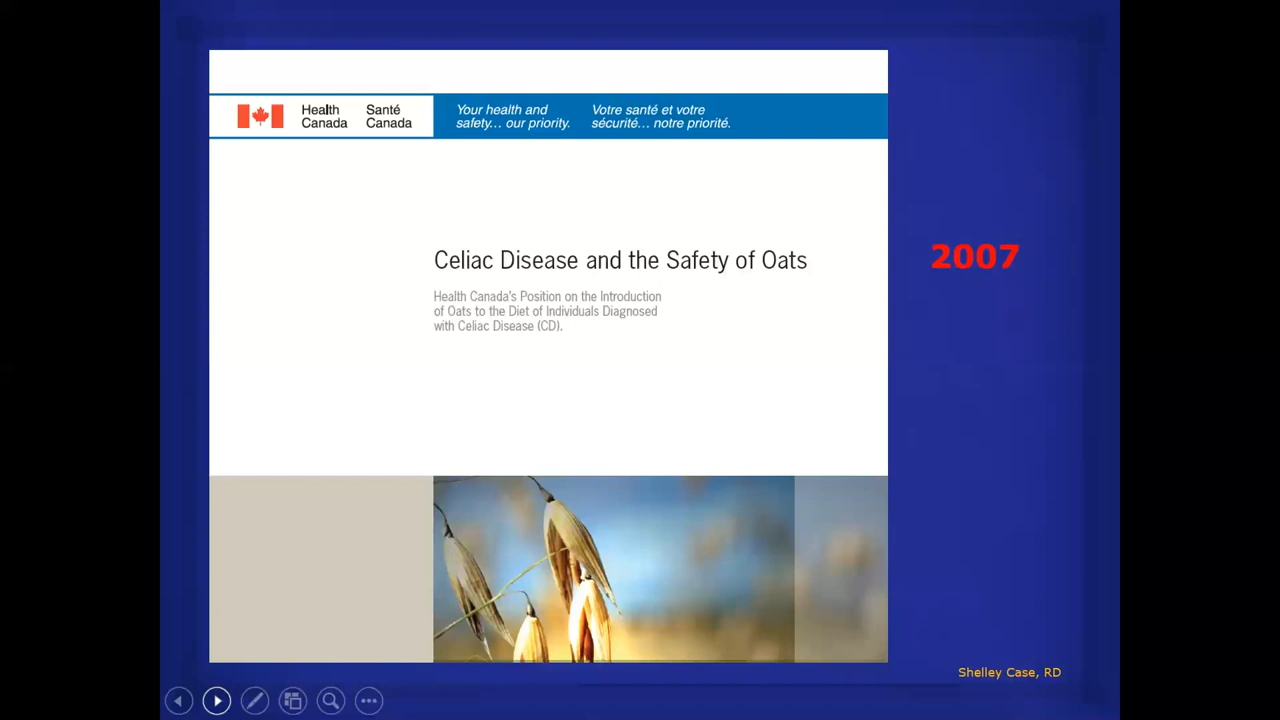 Health Canada
Santé Canada
Your health and
safety... our priority.
Votre santé et votre
sécurité... notre priorité.
Celiac Disease and the Safety of Oats
2007
Health Canada's Position on the Introduction
of Oats to the Diet of Individuals Diagnosed
with Celiac Disease (CD).
Shelley Case, RD